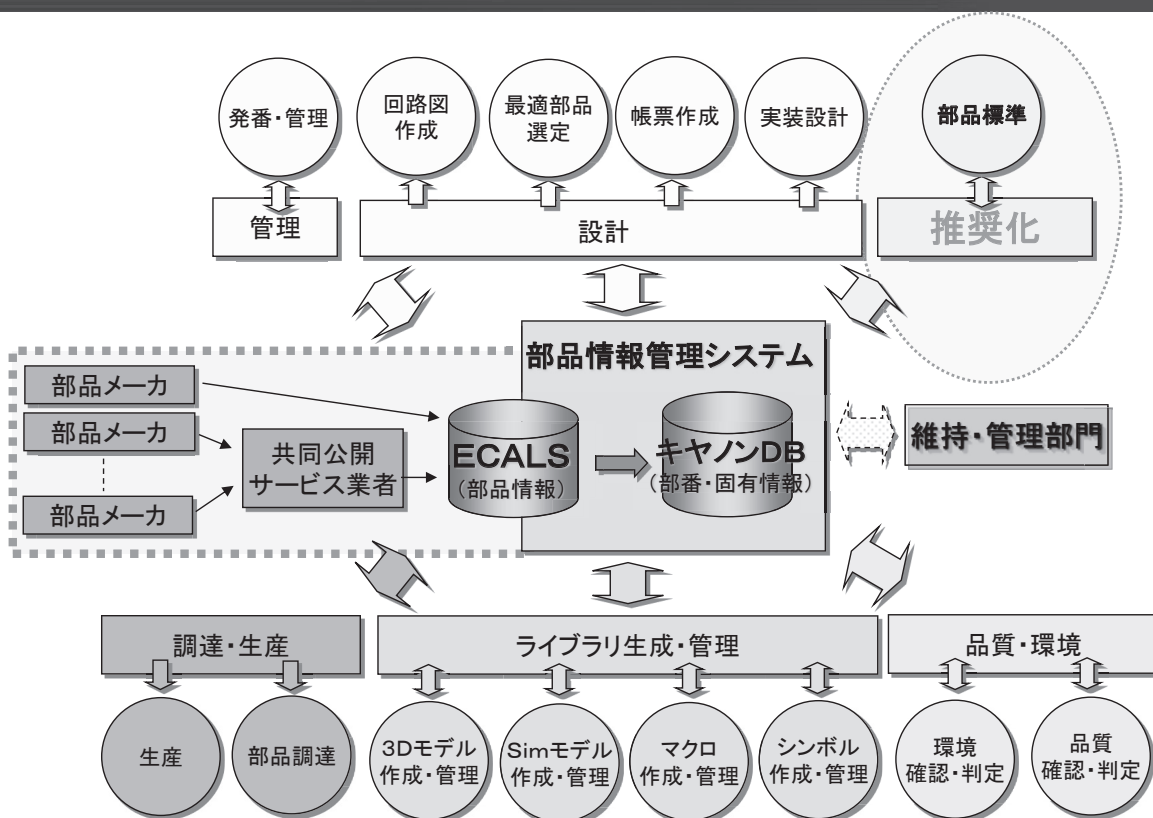 発番・管理
回路図
作成
最適部品
選定
帳票作成
実装設計
部品標準
管理
設計
推奨化
部品情報管理システム
部品メーカ
部品メーカ
部品メーカ
共同公開
サービス業者
ECALS
(部品情報)
キヤノンDB
(部番・固有情報)
維持・管理部門
調達・生産
ライブラリ生成・管理
品質・環境
生産
部品調達
3Dモデル
作成・管理
Simモデル
作成・管理
マクロ
作成・管理
シンボル
作成・管理
環境
確認・判定
品質
確認・判定